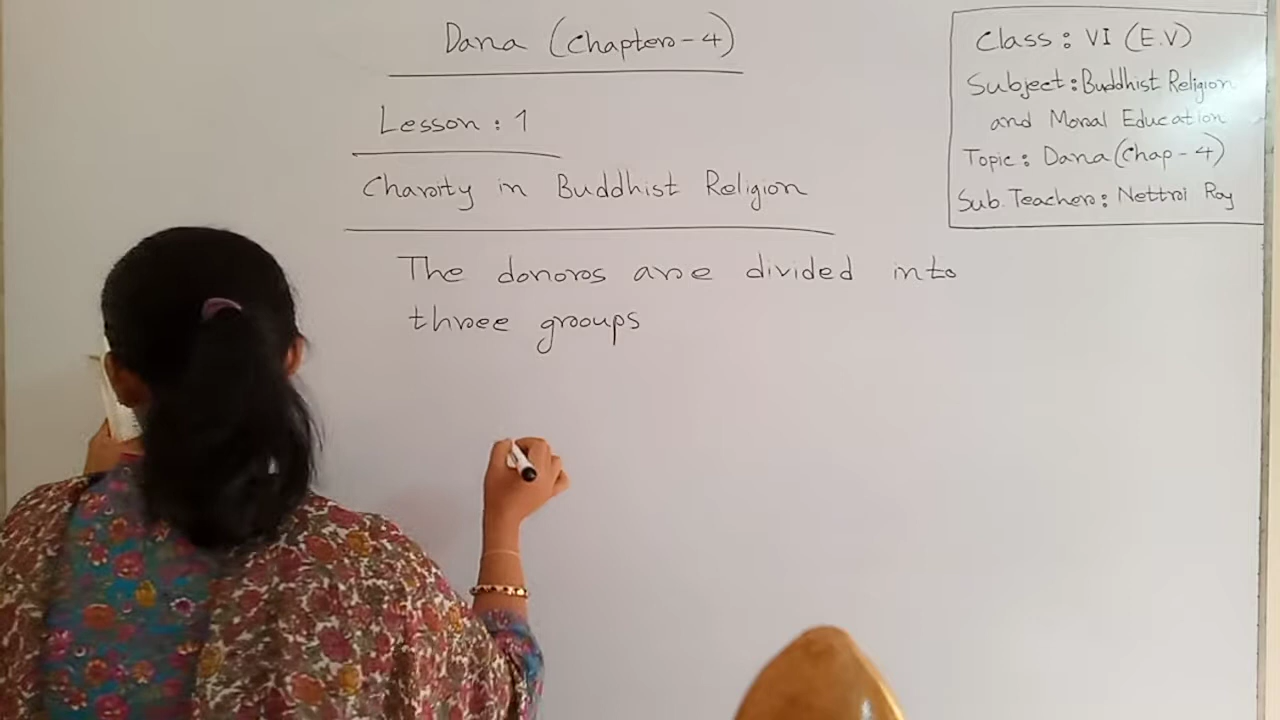 Dana (Chapter-4)
Lesson : 1
Charity in Buddhist Religion
The donors are divided into
three groups
Class : VI (E.V)
Subject : Buddhist Religion
and Moral Education
Topic : Dana (Chap-4)
Sub. Teacher : Nettroi Roy